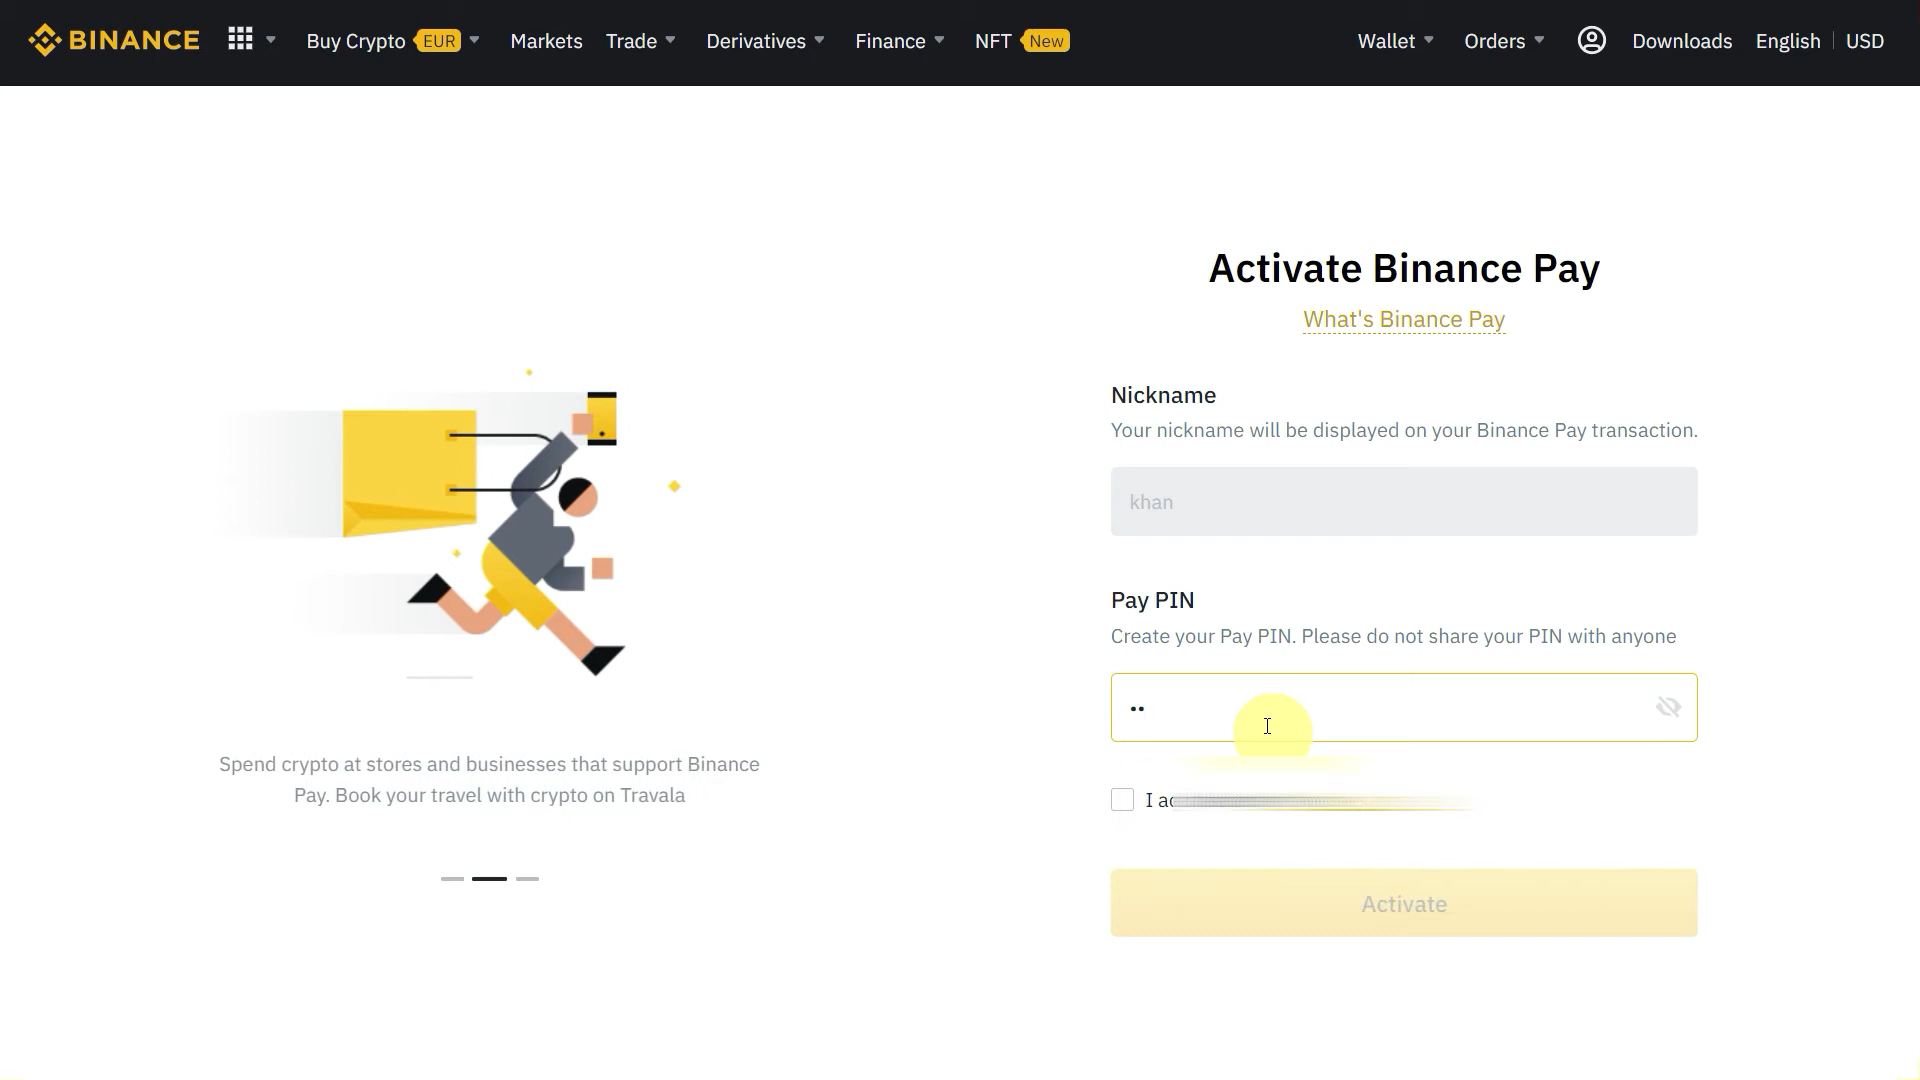 BINANCE
Buy Crypto EUR Markets Trade Derivatives Finance NFT New Wallet Orders Downloads English USD
Activate Binance Pay
What's Binance Pay
Nickname
Your nickname will be displayed on your Binance Pay transaction.
khan
Pay PIN
Create your Pay PIN. Please do not share your PIN with anyone
••
I
Activate
Spend crypto at stores and businesses that support Binance
Pay. Book your travel with crypto on Travala